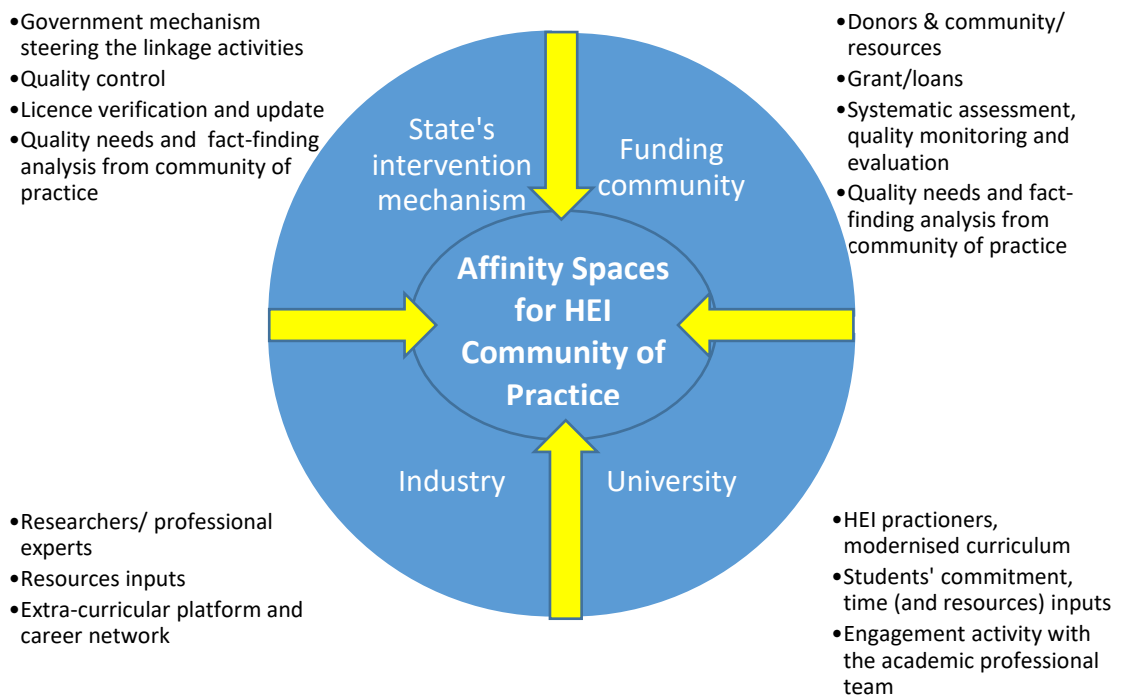 •Government mechanism
steering the linkage activities
•Quality control
•Licence verification and update
•Quality needs and fact-finding
analysis from community of
practice
•Donors & community/
resources
•Grant/loans
•Systematic assessment,
quality monitoring and
evaluation
•Quality needs and fact-
finding analysis from
community of practice
State's
intervention
mechanism
Funding
community
Affinity Spaces
for HEI
Community of
Practice
Industry
University
•Researchers/ professional
experts
•Resources inputs
•Extra-curricular platform and
career network
•HEI practioners,
modernised curriculum
•Students' commitment,
time (and resources) inputs
•Engagement activity with
the academic professional
team